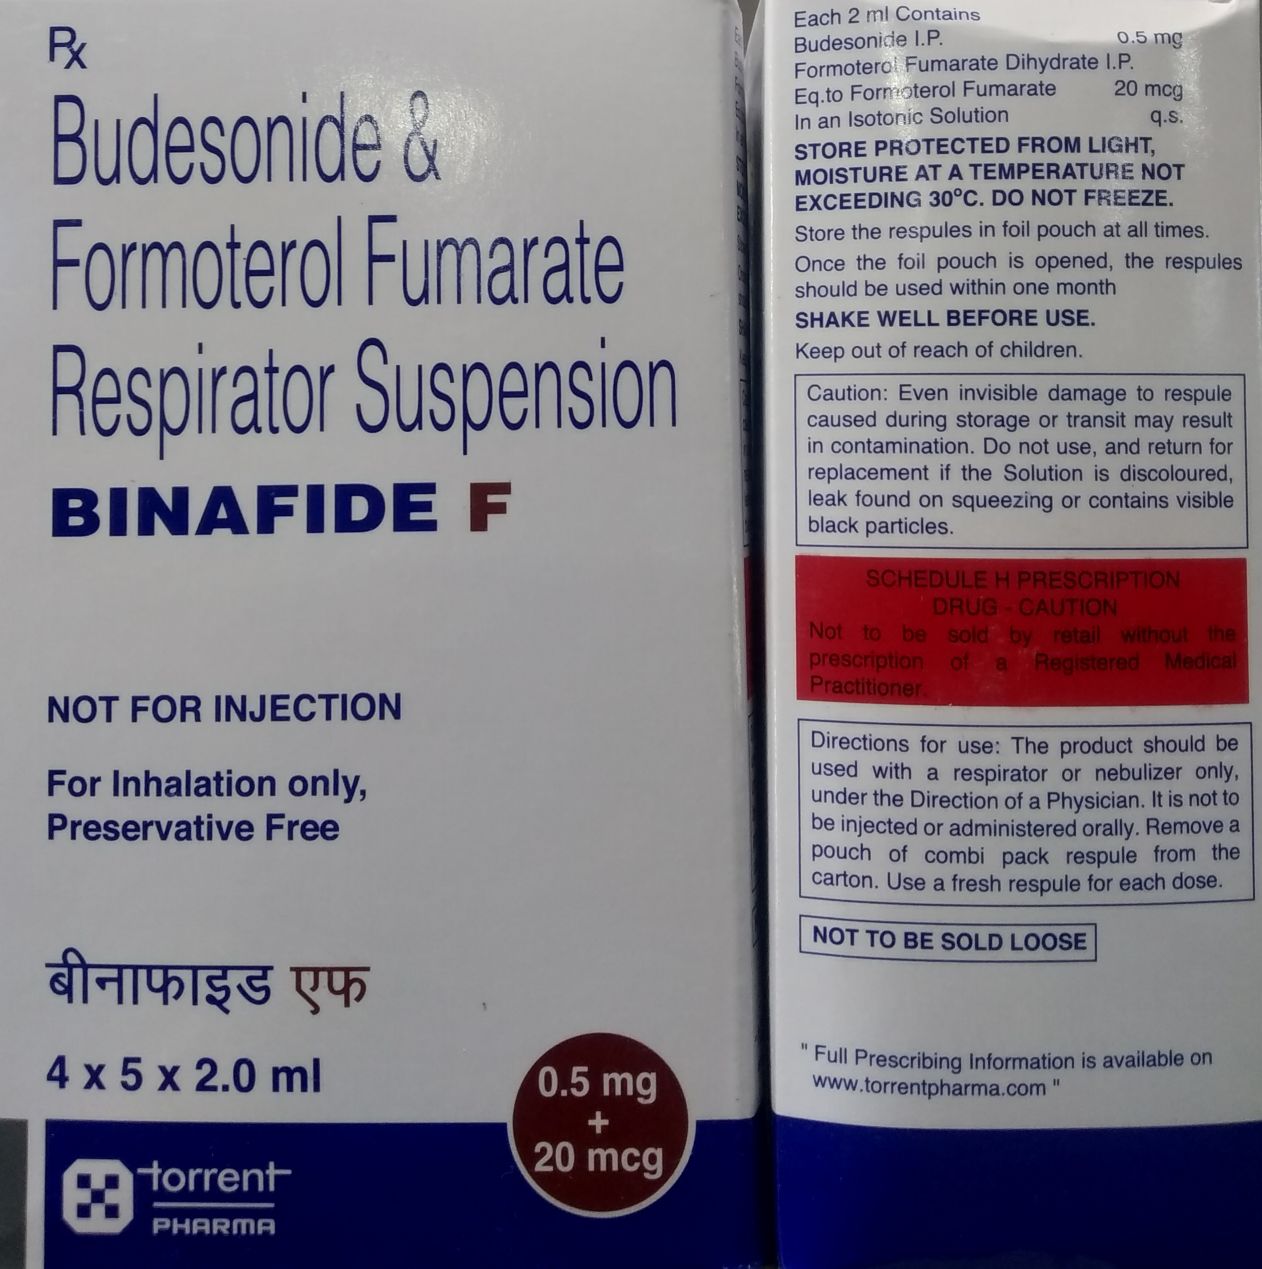 Rx
Budesonide &
Formoterol Fumarate
Respirator Suspension
BINAFIDE F
NOT FOR INJECTION
For Inhalation only,
Preservative Free
बीनाफाइड एफ
4 x 5 x 2.0 ml
0.5 mg
+
20 mcg
torrent
PHARMA
Each 2 ml Contains
Budesonide I.P. 0.5 mg
Formoterol Fumarate Dihydrate I.P.
Eq.to Formoterol Fumarate 20 mcg
In an Isotonic Solution q.s.
STORE PROTECTED FROM LIGHT,
MOISTURE AT A TEMPERATURE NOT
EXCEEDING 30°C. DO NOT FREEZE.
Store the respules in foil pouch at all times.
Once the foil pouch is opened, the respules
should be used within one month
SHAKE WELL BEFORE USE.
Keep out of reach of children.
Caution: Even invisible damage to respule
caused during storage or transit may result
in contamination. Do not use, and return for
replacement if the Solution is discoloured,
leak found on squeezing or contains visible
black particles.
SCHEDULE H PRESCRIPTION
DRUG - CAUTION
Not to be sold by retail without the
prescription of a Registered Medical
Practitioner.
Directions for use: The product should be
used with a respirator or nebulizer only,
under the Direction of a Physician. It is not to
be injected or administered orally. Remove a
pouch of combi pack respule from the
carton. Use a fresh respule for each dose.
NOT TO BE SOLD LOOSE
" Full Prescribing Information is available on
www.torrentpharma.com "